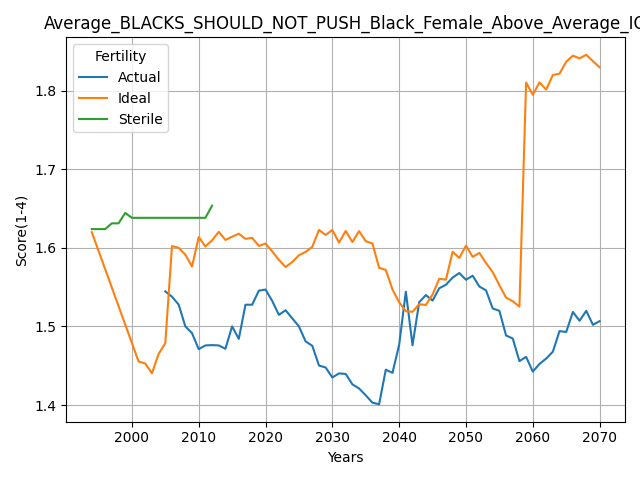 Average_BLACKS_SHOULD_NOT_PUSH_Black_Female_Above_Average_IQ
Fertility
Actual
Ideal
Sterile
Score(1-4)
1.8
1.7
1.6
1.5
1.4
2000 2010 2020 2030 2040 2050 2060 2070
Years